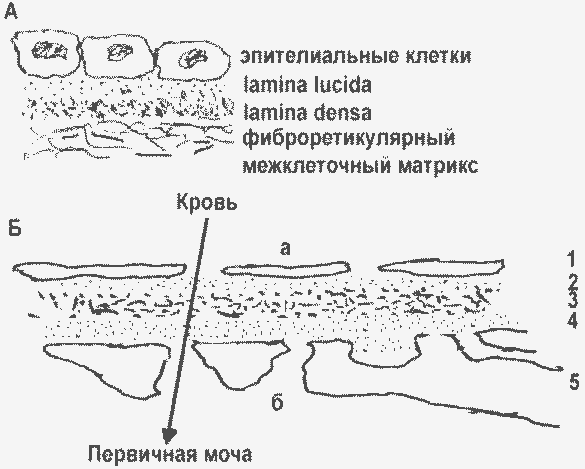 А
эпителиальные клетки
lamina lucida
lamina densa
фиброретикулярный
межклеточный матрикс
Кровь
Б
а
1
2
3
4
5
б
Первичная моча